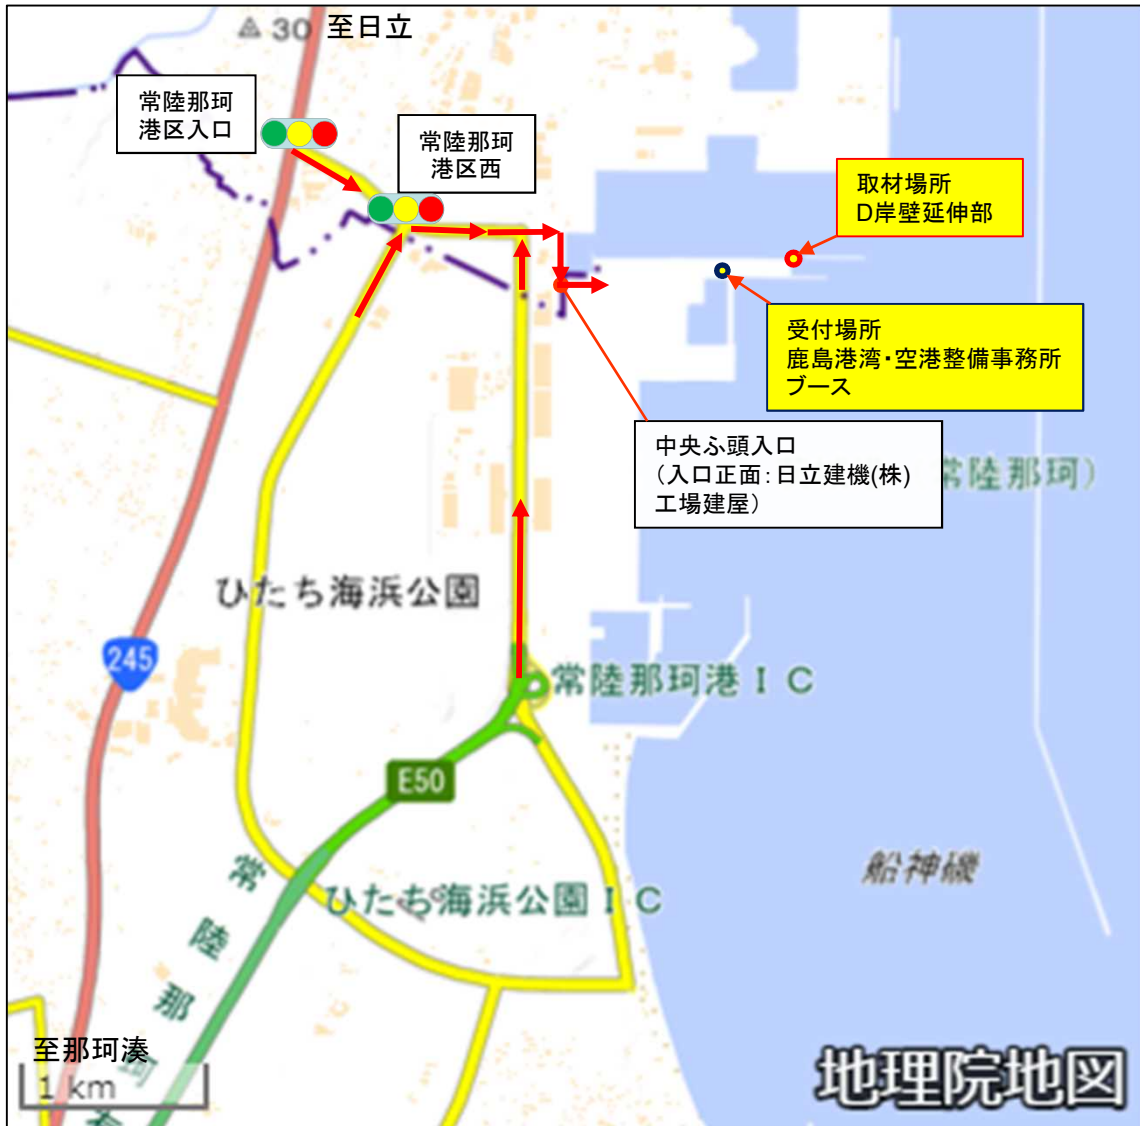 30 至日立
常陸那珂
港区入口
常陸那珂
港区西
取材場所
D岸壁延伸部
受付場所
鹿島港湾・空港整備事務所
ブース
中央ふ頭入口
(入口正面:日立建機(株)
工場建屋)
常陸那珂)
ひたち海浜公園
245
常陸那珂港IC
E50
船神磯
ひたち海浜公園IC
常
陸
那
珂
有
至那珂湊
1 km
地理院地図